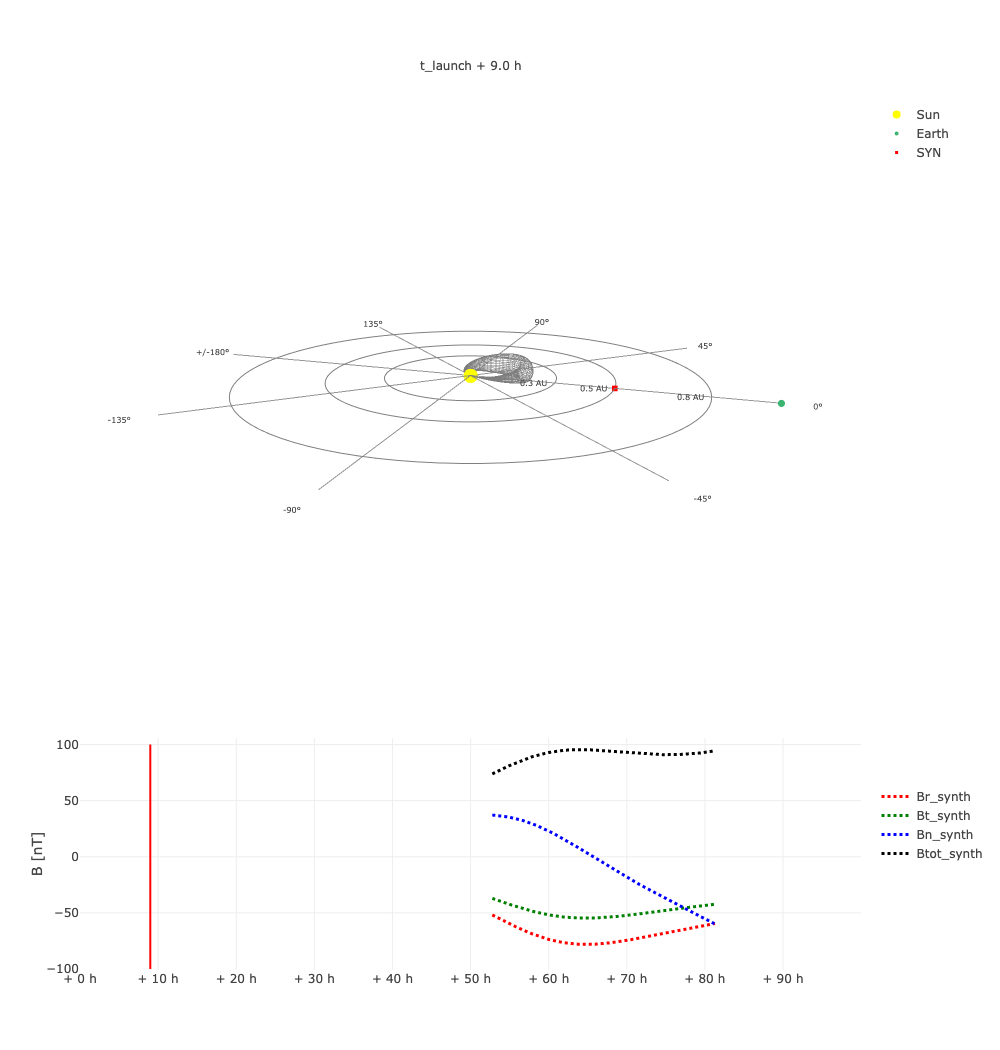 t_launch + 9.0 h
Sun
Earth
SYN
135°
90°
45°
+/-180°
0.3 AU
0.5 AU
0.8 AU
0°
-135°
-45°
-90°
B [nT]
100
50
0
−50
−100
+ 0 h
+ 10 h
+ 20 h
+ 30 h
+ 40 h
+ 50 h
+ 60 h
+ 70 h
+ 80 h
+ 90 h
Br_synth
Bt_synth
Bn_synth
Btot_synth